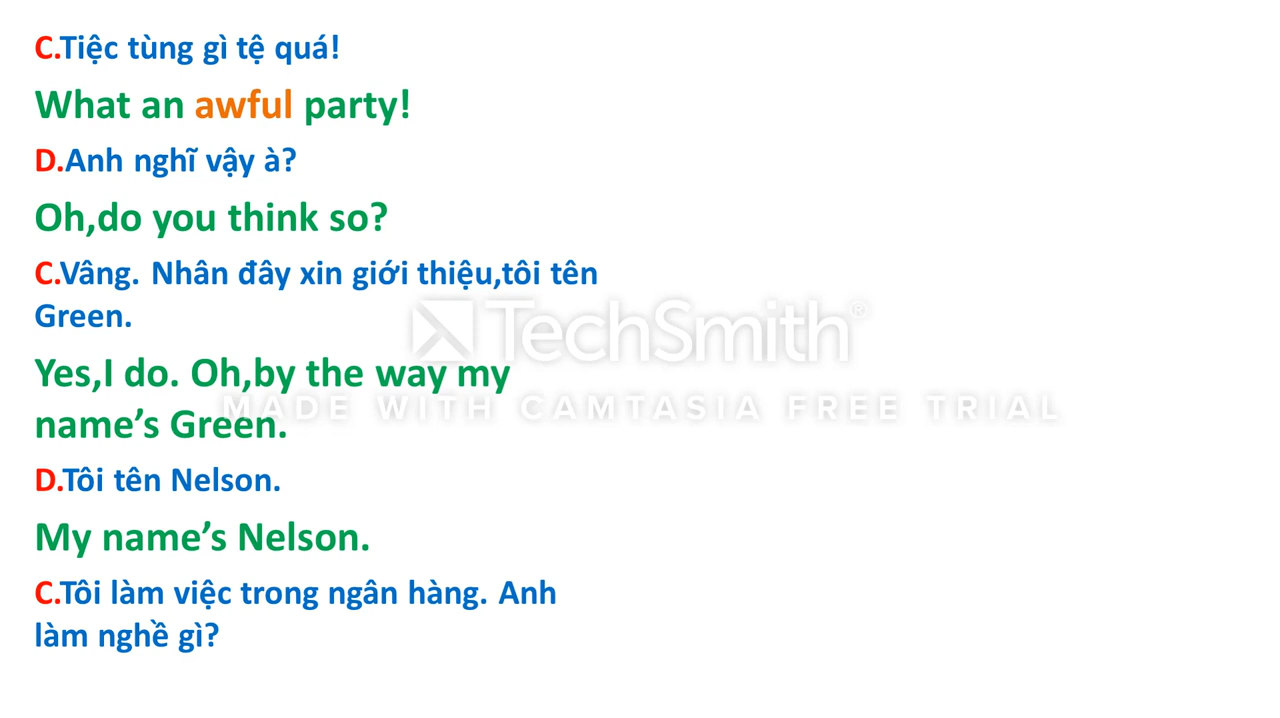 C.Tiệc tùng gì tệ quá!
What an awful party!
D.Anh nghĩ vậy à?
Oh,do you think so?
C.Vâng. Nhân đây xin giới thiệu,tôi tên
Green.
TechSmith®
Yes,I do. Oh,by the way my
MADE WITH CAMTASIA FREE TRIAL
name’s Green.
D.Tôi tên Nelson.
My name’s Nelson.
C.Tôi làm việc trong ngân hàng. Anh
làm nghề gì?